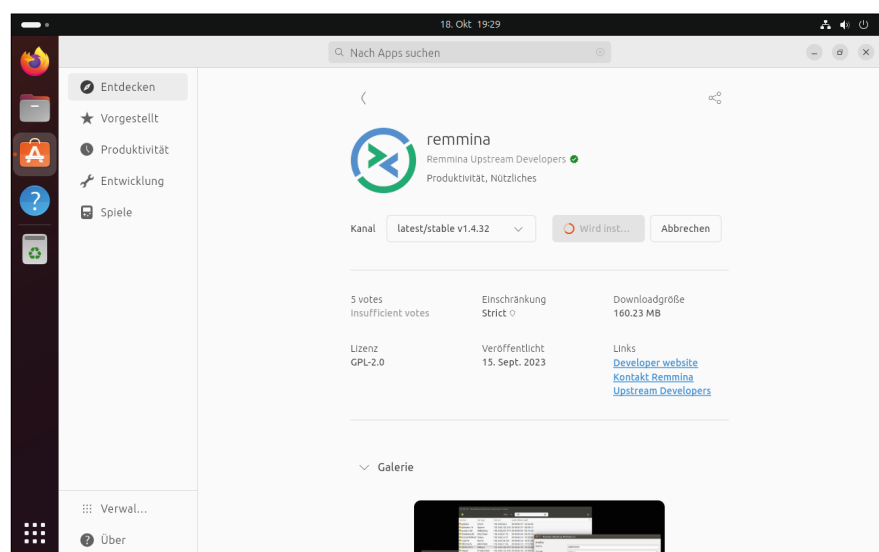 18. Okt 19:29
Nach Apps suchen
Entdecken
Vorgestellt
Produktivität
Entwicklung
Spiele
remmina
Remmina Upstream Developers
Produktivität, Nützliches
Kanal
latest/stable v1.4.32
Wird inst...
Abbrechen
5 votes
Insufficient votes
Einschränkung
Strict
Downloadgröße
160.23 MB
Lizenz
GPL-2.0
Veröffentlicht
15. Sept. 2023
Links
Developer website
Kontakt Remmina
Upstream Developers
Galerie
Verwal...
Über